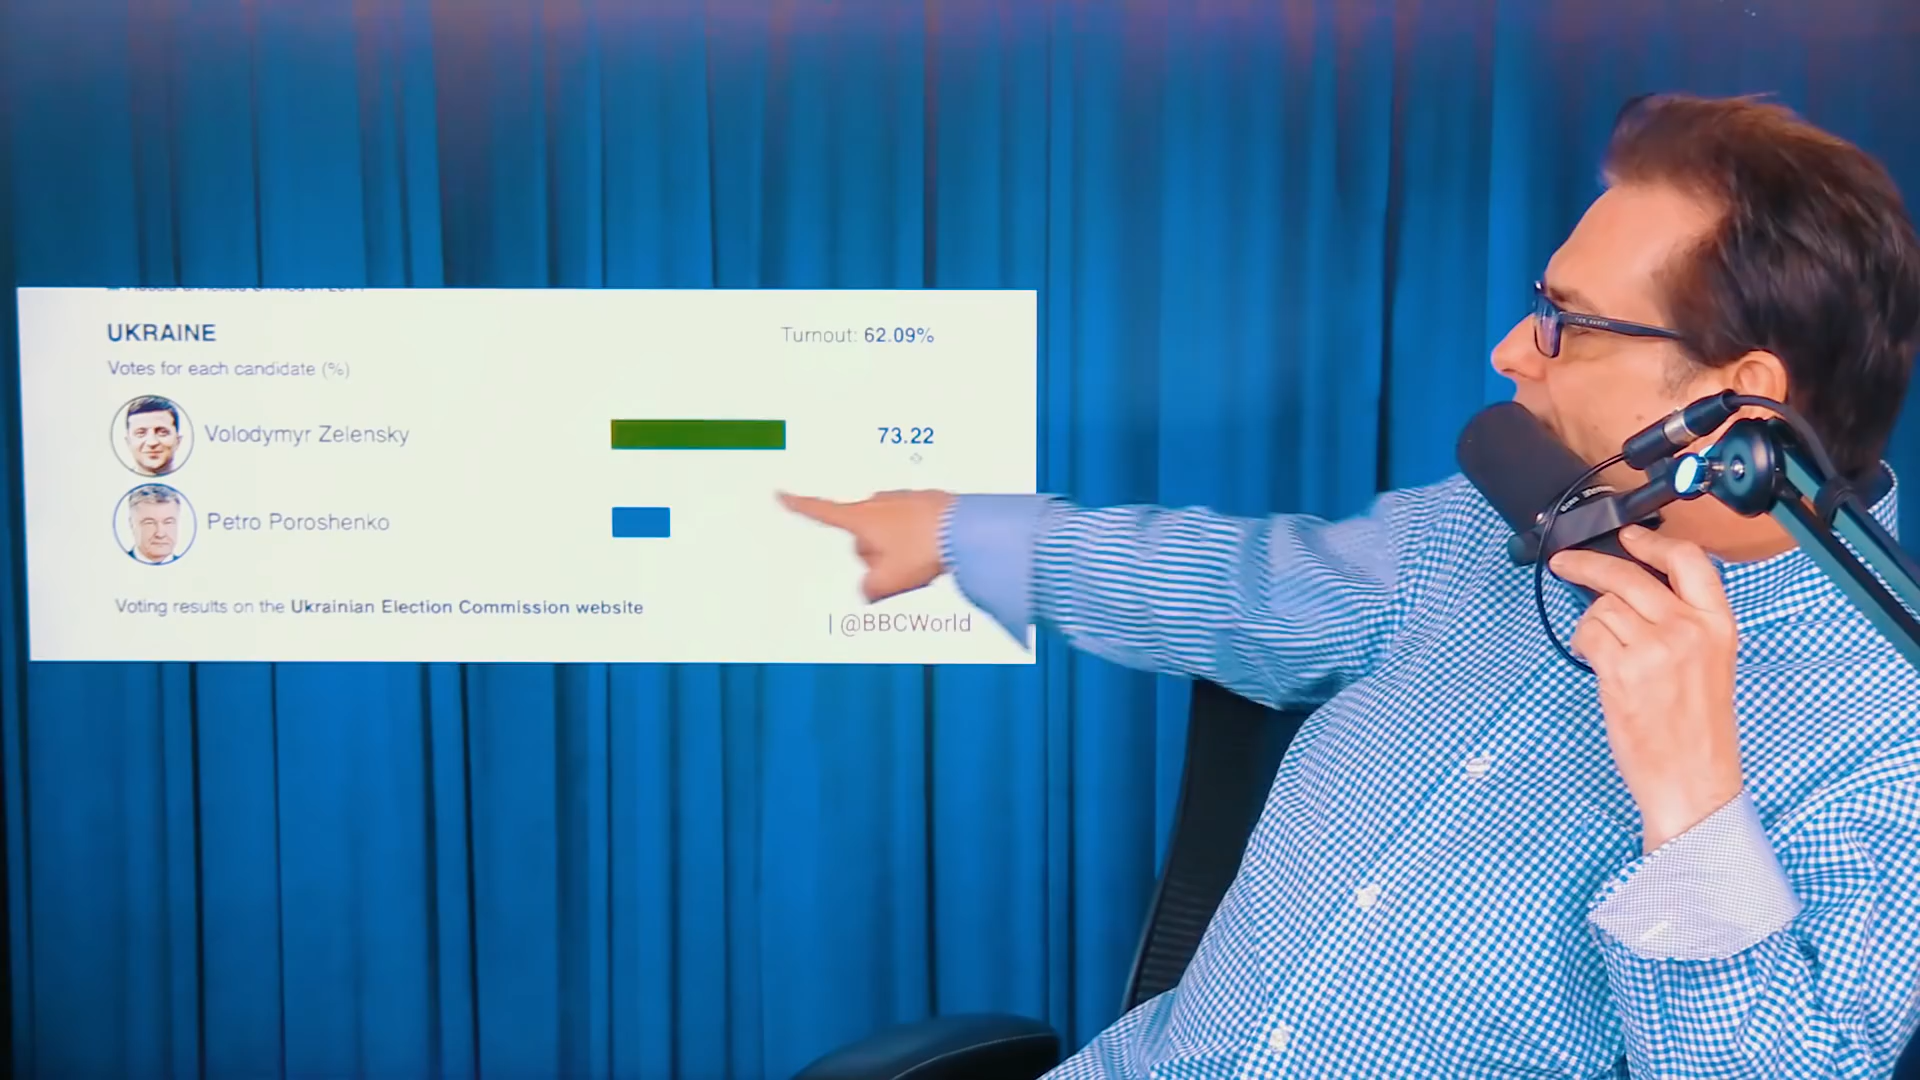 UKRAINE
Turnout: 62.09%
Votes for each candidate (%)
Volodymyr Zelensky
73.22
Petro Poroshenko
Voting results on the Ukrainian Election Commission website
| @BBCWorld